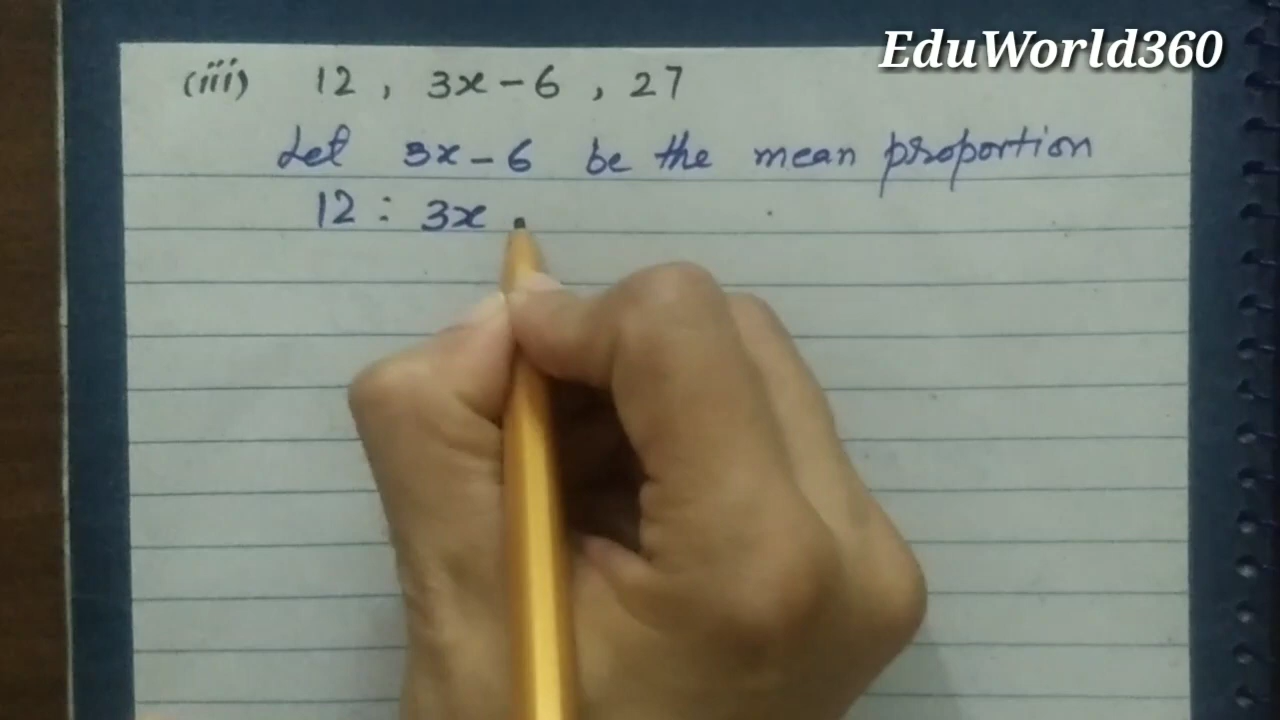 EduWorld360
(iii) 12 , 3x - 6 , 27
Let 3x - 6 be the mean proportion
12 : 3x